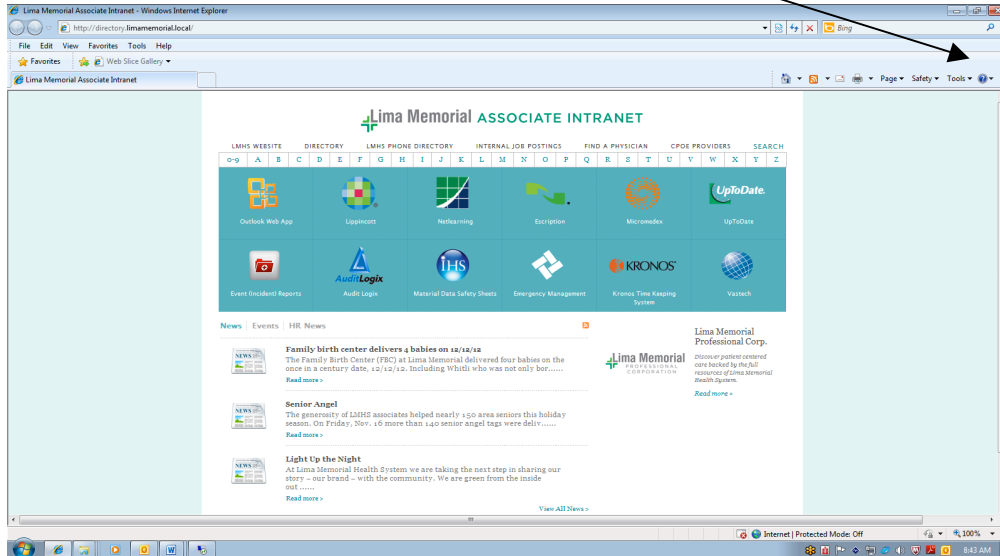 Lima Memorial Associate Intranet - Windows Internet Explorer
http://directory.limamemorial.local/
Bing
File Edit View Favorites Tools Help
Favorites Web Slice Gallery
Lima Memorial Associate Intranet
Page Safety Tools
Lima Memorial ASSOCIATE INTRANET
LMHS WEBSITE DIRECTORY LMHS PHONE DIRECTORY INTERNAL JOB POSTINGS FIND A PHYSICIAN CPOE PROVIDERS SEARCH
0-9 A B C D E F G H I J K L M N O P Q R S T U V W X Y Z
UpToDate.
Outlook Web App Lippincott Netlearning Escription Micromedex UpToDate
AuditLogix IHS KRONOS
Event (Incident) Reports Audit Logix Material Data Safety Sheets Emergency Management Kronos Time Keeping System Vaztech
News Events HR News
NEWS
Family birth center delivers 4 babies on 12/12/12
The Family Birth Center (FBC) at Lima Memorial delivered four babies on the
once in a century date, 12/12/12. Including Whitli who was not only bor......
Read more >
NEWS
Senior Angel
The generosity of LMHS associates helped nearly 150 area seniors this holiday
season. On Friday, Nov. 16 more than 140 senior angel tags were deliv......
Read more >
NEWS
Light Up the Night
At Lima Memorial Health System we are taking the next step in sharing our
story – our brand – with the community. We are green from the inside
out ......
Read more >
View All News >
Lima Memorial
PROFESSIONAL
CORPORATION
Lima Memorial
Professional Corp.
Discover patient centered
care backed by the full
resources of Lima Memorial
Health System.
Read more »
Internet | Protected Mode: Off
100%
8:43 AM